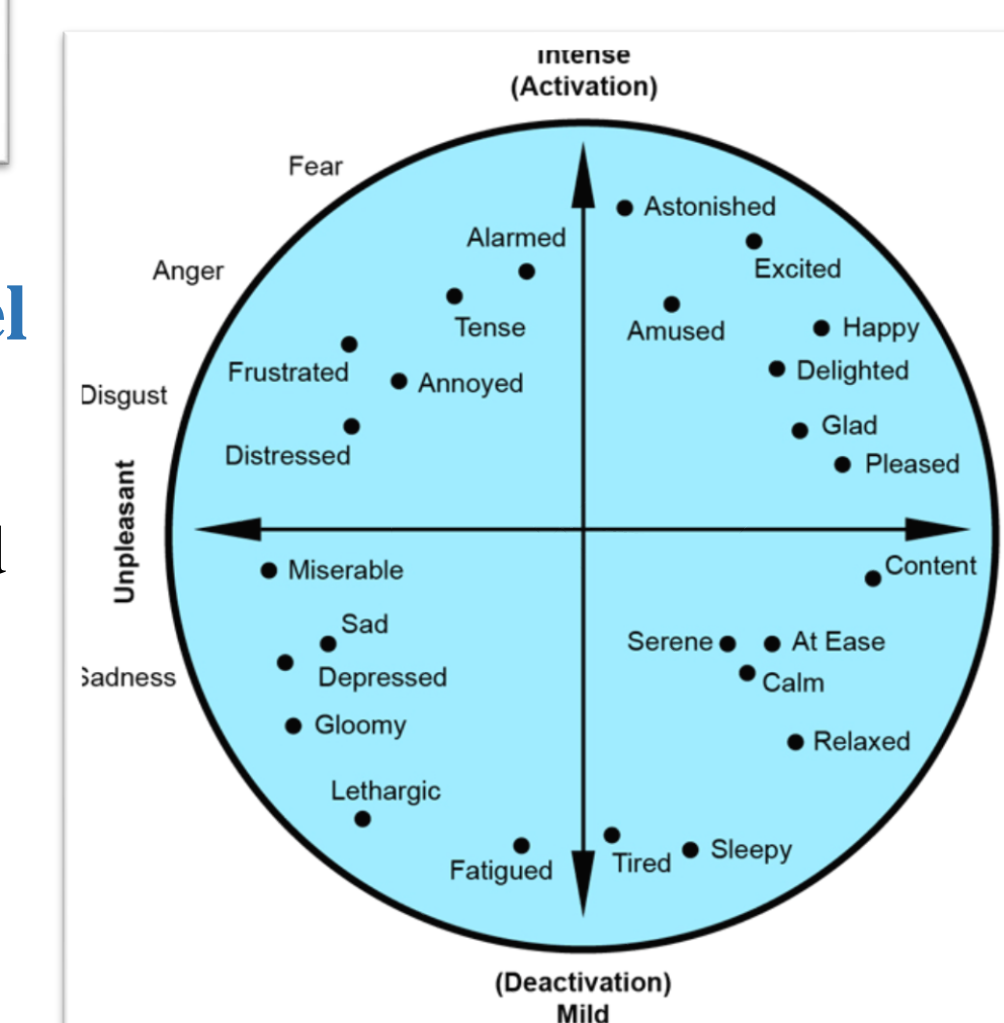 Intense
(Activation)
Fear
Astonished
Alarmed
Excited
Anger
Tense
Amused
Happy
Frustrated
Annoyed
Delighted
Disgust
Glad
Distressed
Pleased
Unpleasant
Content
Miserable
Sad
Serene
At Ease
Sadness
Depressed
Calm
Gloomy
Relaxed
Lethargic
Fatigued
Tired
Sleepy
(Deactivation)
Mild